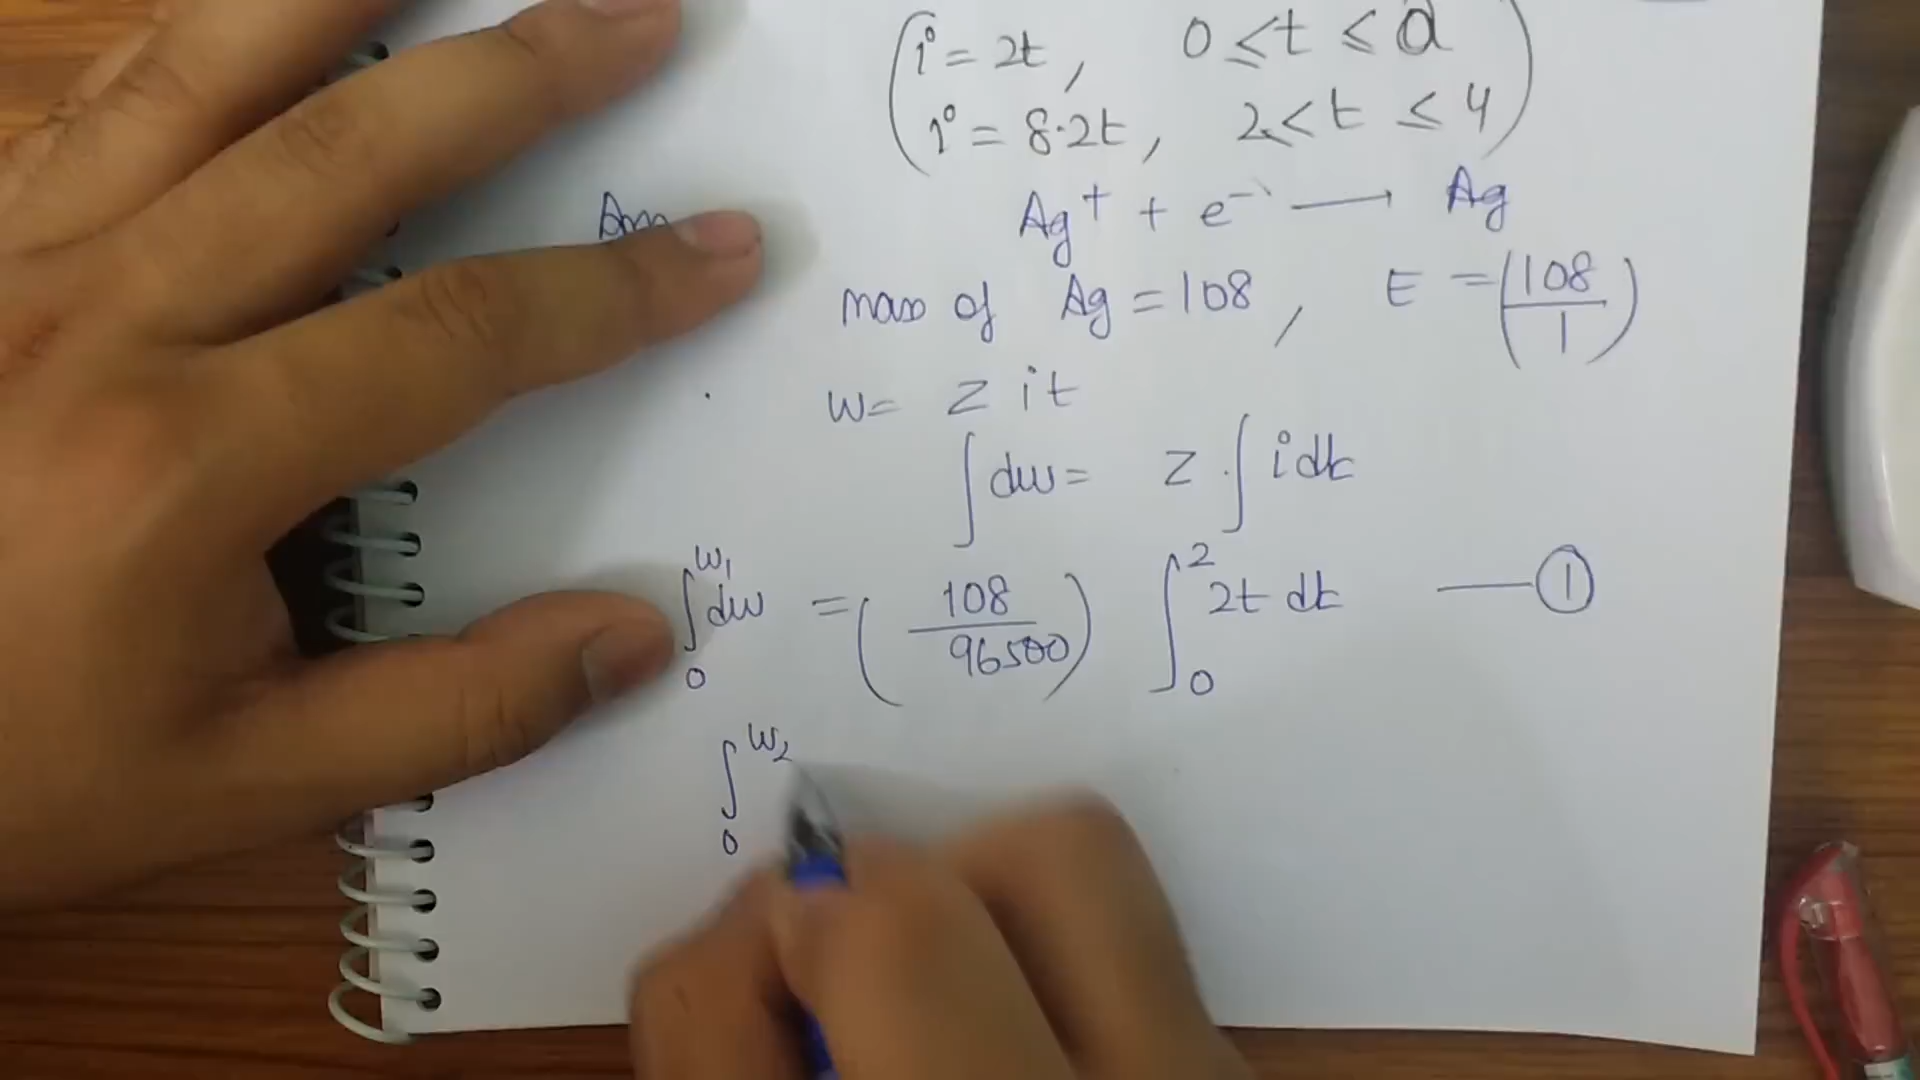 i = 2t, 0 ≤ t ≤ 2
i = 8.2t, 2 < t ≤ 4
Ans Ag⁺ + e⁻ → Ag
mass of Ag = 108, E = (108/1)
w = z i t
∫dw = z . ∫ i dt
∫₀^w₁ dw = (108/96500) ∫₀² 2t dt — ①
∫₀^w₂